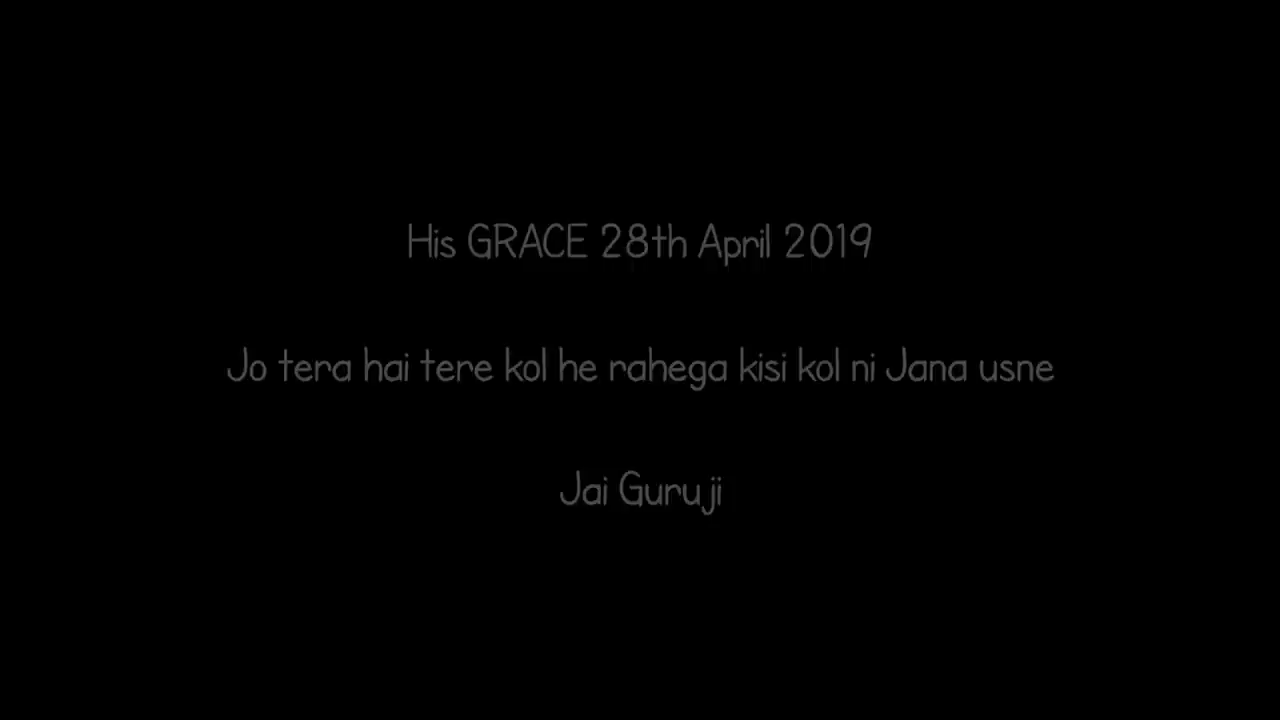 His GRACE 28th April 2019
Jo tera hai tere kol he rahega kisi kol ni Jana usne
Jai Guruji